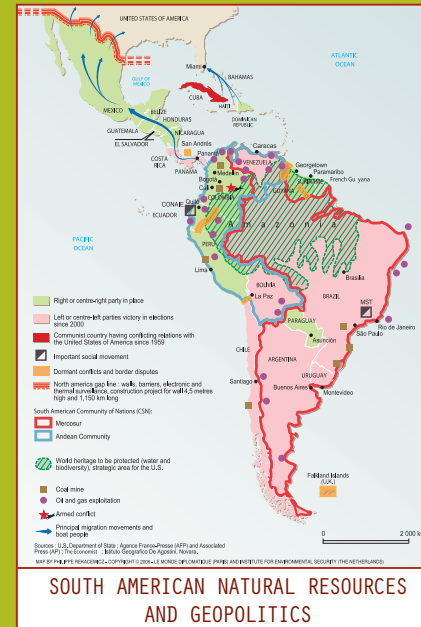 UNITED STATES OF AMERICA
ATLANTIC
OCEAN
Miami
GULF OF
MEXICO
BAHAMAS
CUBA
HAITI
MEXICO
DOMINICAN
REPUBLIC
BELIZE
HONDURAS
GUATEMALA
NICARAGUA
EL SALVADOR
San Andrés
COSTA
RICA
Panama
PANAMA
Caracas
VENEZUELA
Georgetown
Paramaribo
French Gu yana
GUYANA
Medellin
Bogota
Cali
COLOMBIA
CONAIE
Quito
ECUADOR
Amazonia
PACIFIC
OCEAN
PERU
Lima
Brasilia
BOLIVIA
La Paz
BRAZIL
MST
Rio de Janeiro
São Paulo
PARAGUAY
Asunción
CHILE
ARGENTINA
URUGUAY
Santiago
Buenos Aires
Montevideo
Falkland Islands
(U.K.)
Right or centre-right party in place
Left or centre-left parties victory in elections
since 2000
Communist country having conflicting relations with
the United States of America since 1959
Important social movement
Dormant conflicts and border disputes
North america gap line : walls, barriers, electronic and
thermal surveillance, construction project for wall 4,5 metres
high and 1,150 km long
South American Community of Nations (CSN):
Mercosur
Andean Community
World heritage to be protected (water and
biodiversity), strategic area for the U.S.
Coal mine
Oil and gas exploitation
Armed conflict
Principal migration movements and
boat people
0 2 000 k
Sources : U.S. Department of State ; Agence France-Presse (AFP) and Associated
Press (AP) ; The Economist ; Istituto Geografico De Agostini, Novara.
MAP BY PHILIPPE REKACEWICZ - COPYRIGHT © 2006 - LE MONDE DIPLOMATIQUE (PARIS) AND INSTITUTE FOR ENVIRONMENTAL SECURITY (THE NETHERLANDS)
SOUTH AMERICAN NATURAL RESOURCES
AND GEOPOLITICS